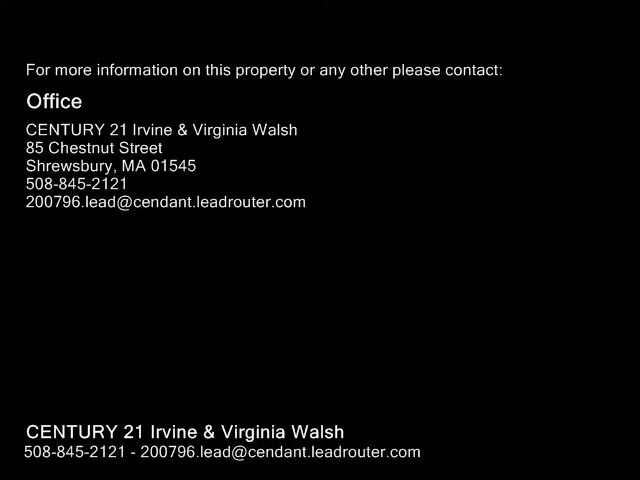 For more information on this property or any other please contact:
Office
CENTURY 21 Irvine & Virginia Walsh
85 Chestnut Street
Shrewsbury, MA 01545
508-845-2121
200796.lead@cendant.leadrouter.com
CENTURY 21 Irvine & Virginia Walsh
508-845-2121 - 200796.lead@cendant.leadrouter.com